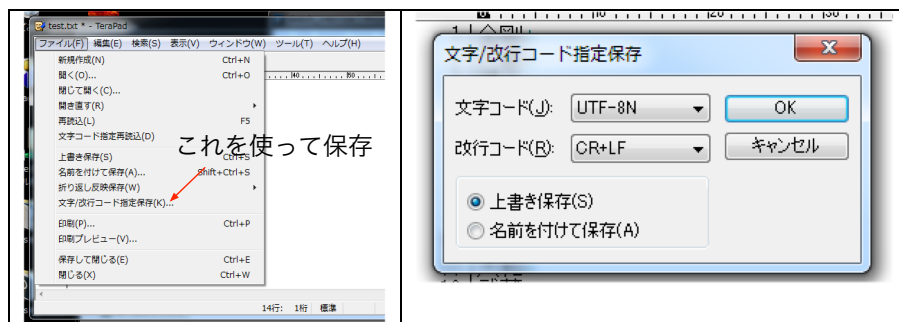 test.txt * - TeraPad
ファイル(F) 編集(E) 検索(S) 表示(V) ウィンドウ(W) ツール(T) ヘルプ(H)
新規作成(N) Ctrl+N
開く(O)... Ctrl+O
閉じて開く(C)...
開き直す(R)
再読込(L) F5
文字コード指定再読込(D)
これを使って保存
上書き保存(S) Ctrl+S
名前を付けて保存(A)... Shift+Ctrl+S
折り返し反映保存(W)
文字/改行コード指定保存(K)...
印刷(P)... Ctrl+P
印刷プレビュー(V)...
保存して閉じる(E) Ctrl+E
閉じる(X) Ctrl+W
14行: 1桁 標準
文字/改行コード指定保存
文字コード(J): UTF-8N OK
改行コード(R): CR+LF キャンセル
上書き保存(S)
名前を付けて保存(A)